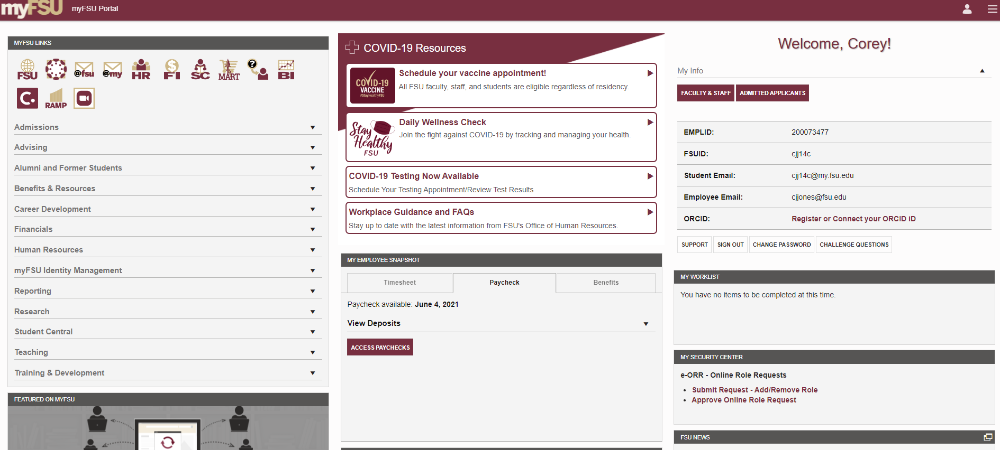 myFSU myFSU Portal
MYFSU LINKS
FSU @fsu @my HR FI SC MART ? BI
C. RAMP
Admissions
Advising
Alumni and Former Students
Benefits & Resources
Career Development
Financials
Human Resources
myFSU Identity Management
Reporting
Research
Student Central
Teaching
Training & Development
FEATURED ON MYFSU
COVID-19 Resources
COVID-19
VACCINE
#StayHealthyFSU
Schedule your vaccine appointment!
All FSU faculty, staff, and students are eligible regardless of residency.
Stay
Healthy
FSU
Daily Wellness Check
Join the fight against COVID-19 by tracking and managing your health.
COVID-19 Testing Now Available
Schedule Your Testing Appointment/Review Test Results
Workplace Guidance and FAQs
Stay up to date with the latest information from FSU's Office of Human Resources.
MY EMPLOYEE SNAPSHOT
Timesheet Paycheck Benefits
Paycheck available: June 4, 2021
View Deposits
ACCESS PAYCHECKS
Welcome, Corey!
My Info
FACULTY & STAFF ADMITTED APPLICANTS
EMPLID: 200073477
FSUID: cjj14c
Student Email: cjj14c@my.fsu.edu
Employee Email: cjjones@fsu.edu
ORCID: Register or Connect your ORCID iD
SUPPORT SIGN OUT CHANGE PASSWORD CHALLENGE QUESTIONS
MY WORKLIST
You have no items to be completed at this time.
MY SECURITY CENTER
e-ORR - Online Role Requests
• Submit Request - Add/Remove Role
• Approve Online Role Request
FSU NEWS